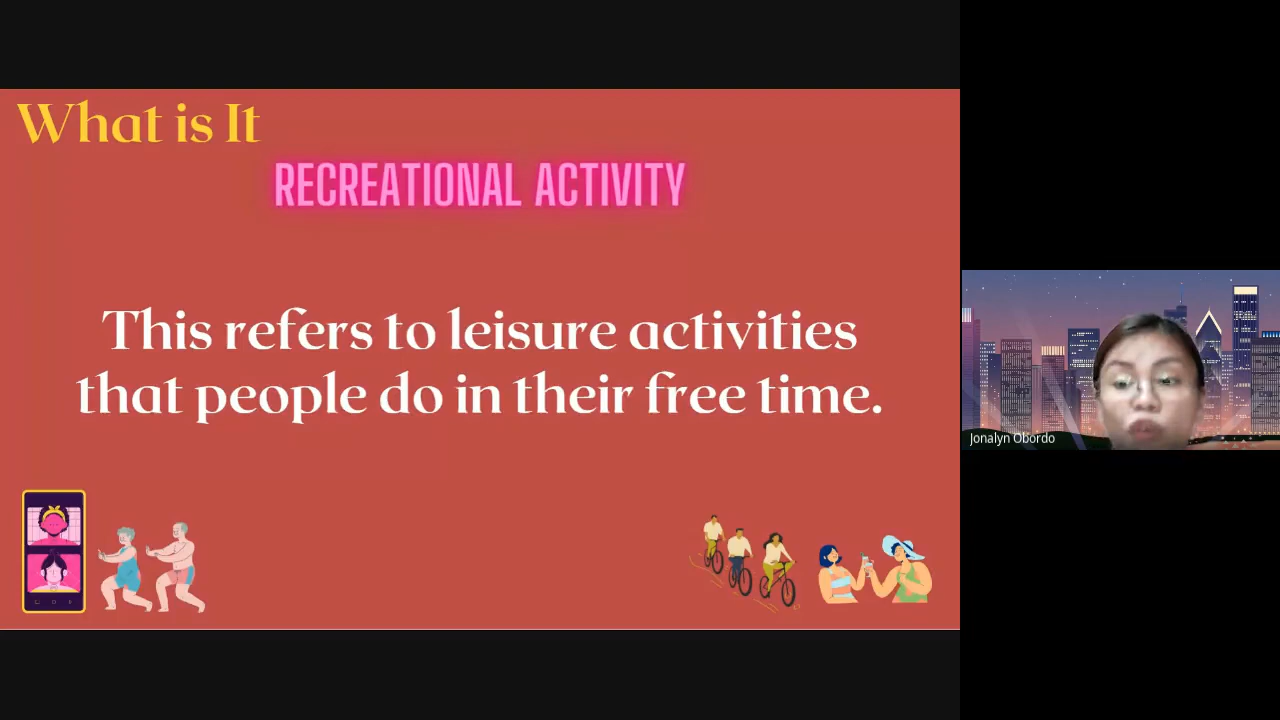 What is It
RECREATIONAL ACTIVITY
This refers to leisure activities
that people do in their free time.
Jonalyn Obordo